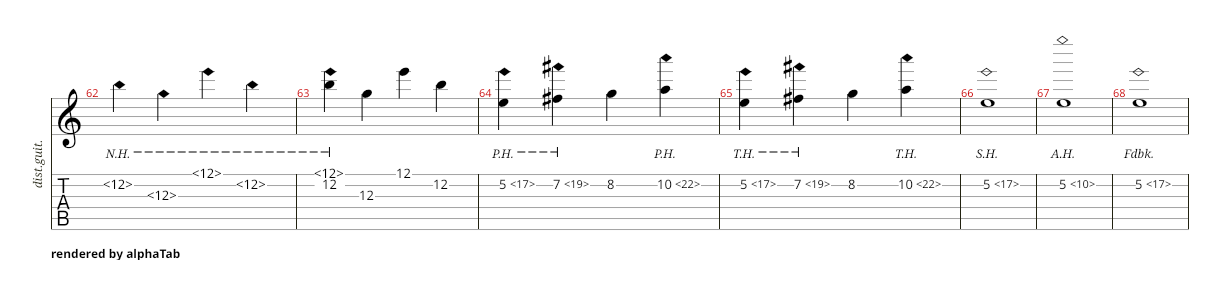 62 63 64 65 66 67 68
dist.guit.
N.H. P.H. P.H. T.H. T.H. S.H. A.H. Fdbk.
<12> <12> 12
<12> <12> 12 12 5 <17> 7 <19> 8 10 <22> 5 <17> 7 <19> 8 10 <22> 5 <17> 5 <10> 5 <17>
<12> 12
T
A
B
rendered by alphaTab